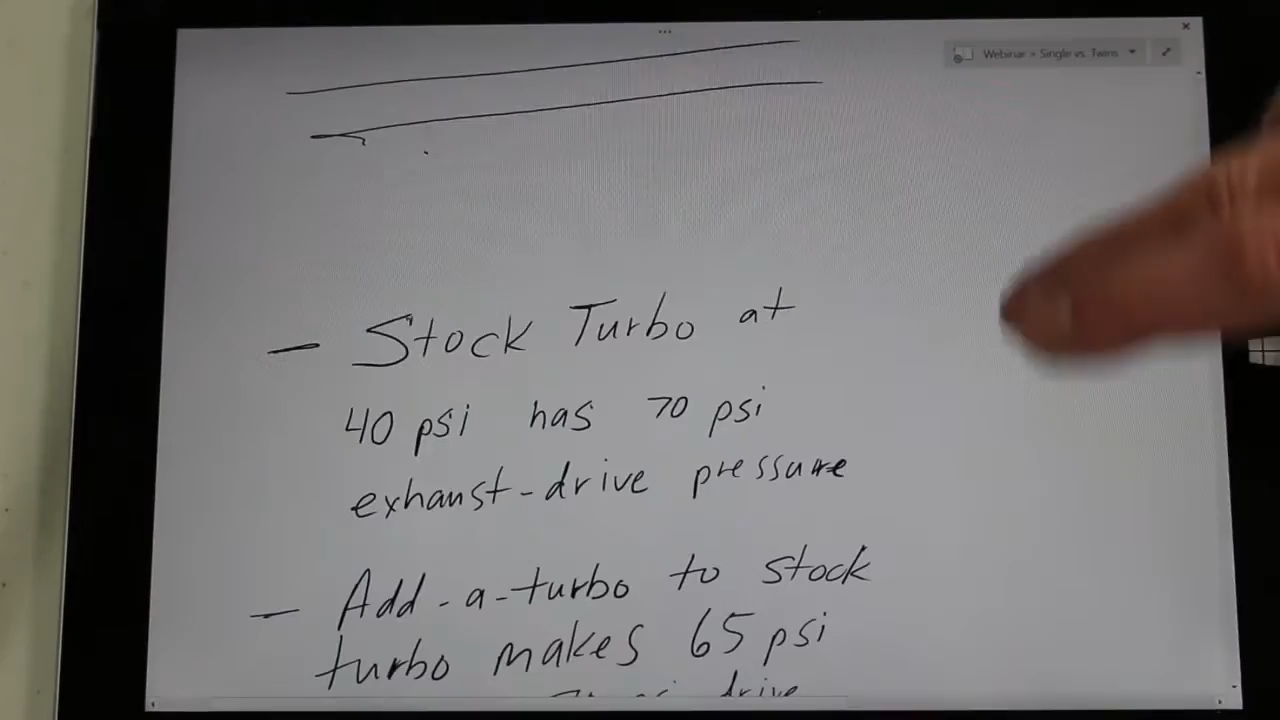 Webinar > Single vs. Twins
- Stock Turbo at
40 psi has 70 psi
exhaust-drive pressure
- Add-a-turbo to stock
turbo makes 65 psi
drive